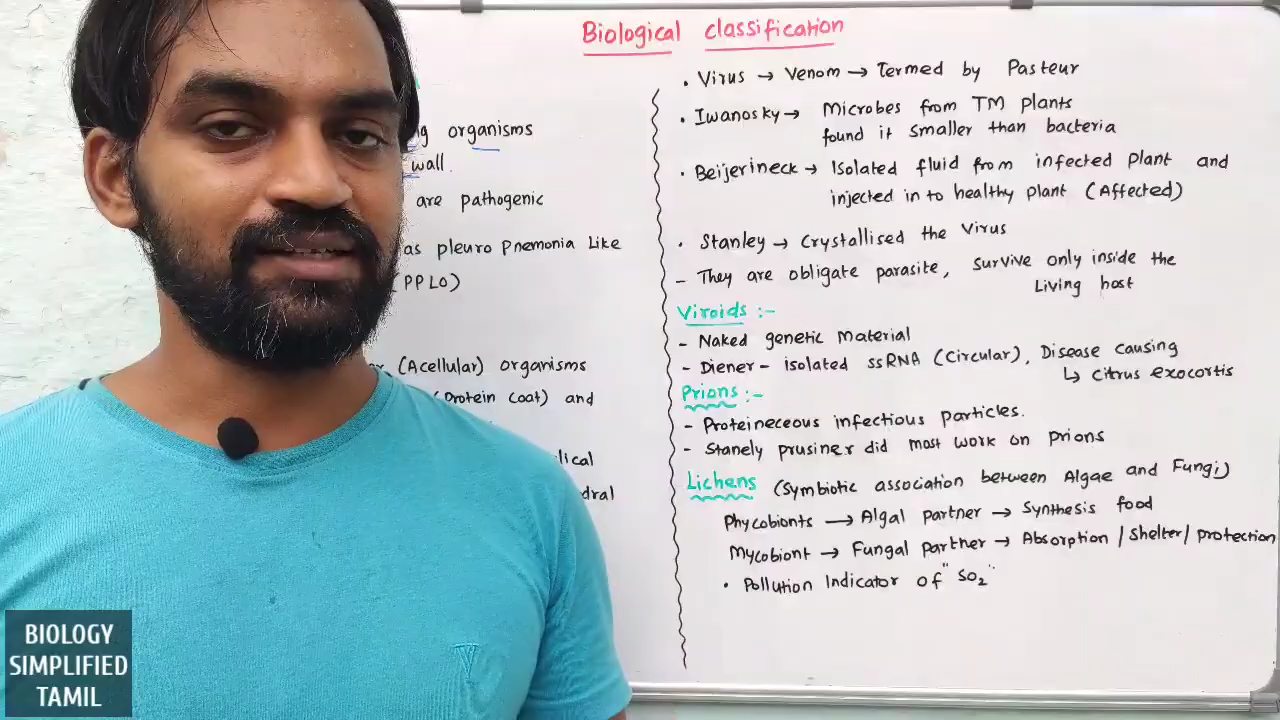 Biological classification
organisms
wall.
are pathogenic
as pleuro pnemonia Like
(PPLO)
(Acellular) organisms
(Protein coat) and
• Virus → Venom → Termed by Pasteur
• Iwanosky → Microbes from TM plants
found it smaller than bacteria
• Beijerineck → Isolated fluid from infected plant and
injected in to healthy plant (Affected)
• Stanley → Crystallised the Virus
- They are obligate parasite, survive only inside the
Living host
Viroids :-
- Naked genetic material
- Diener - isolated ssRNA (Circular), Disease causing
↳ Citrus exocortis
Prions :-
- Proteineceous infectious particles.
- Stanely prusiner did most work on prions
Lichens (Symbiotic association between Algae and Fungi)
Phycobionts → Algal partner → Synthesis food
Mycobiont → Fungal partner → Absorption / Shelter / protection
• Pollution Indicator of "SO2"
BIOLOGY
SIMPLIFIED
TAMIL